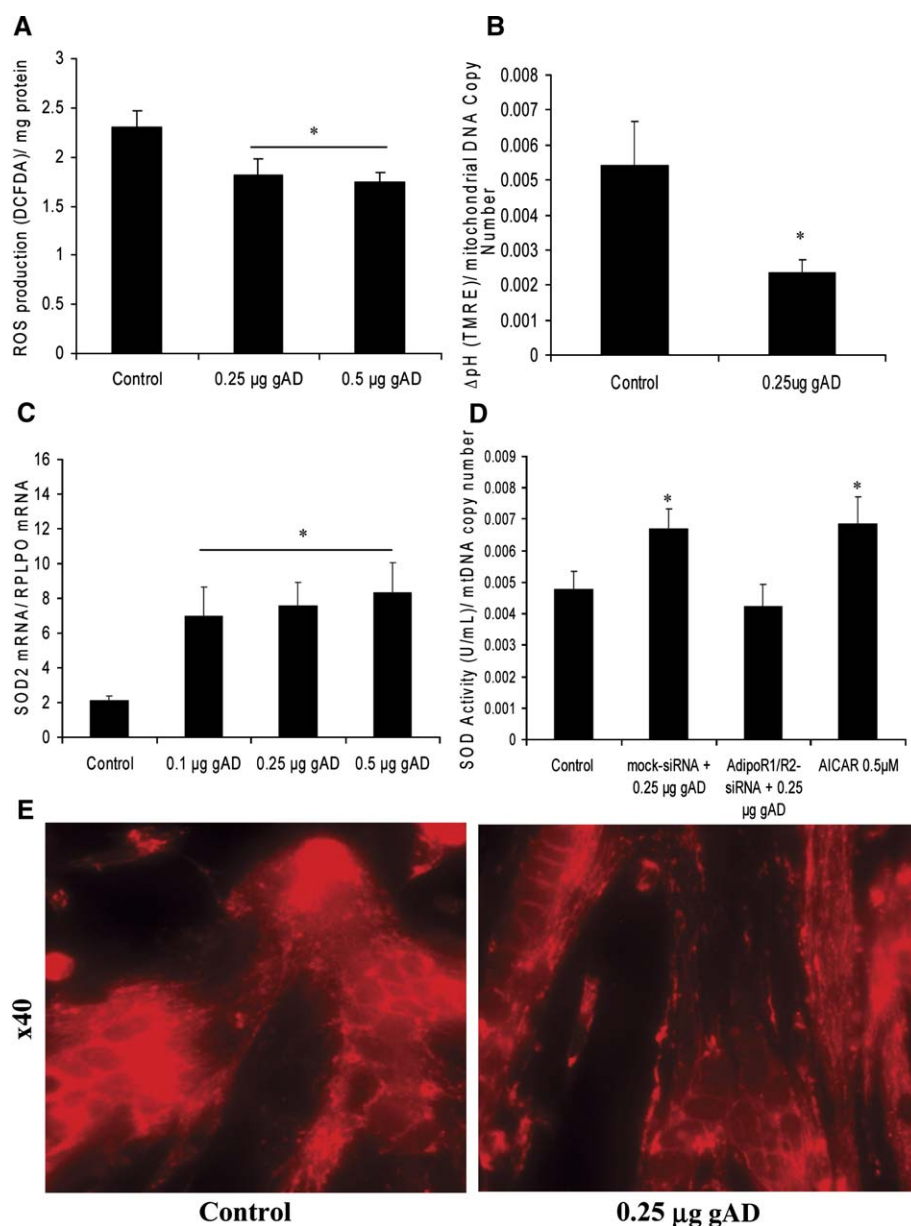 A
ROS production (DCFDA)/ mg protein
3
2.5
2
1.5
1
0.5
0
*
Control
0.25 µg gAD
0.5 µg gAD
B
ΔpH (TMRE)/ mitochondrial DNA Copy
Number
0.008
0.007
0.006
0.005
0.004
0.003
0.002
0.001
0
*
Control
0.25ug gAD
C
SOD2 mRNA/ RPLPO mRNA
16
14
12
10
8
6
4
2
0
*
Control
0.1 µg gAD
0.25 µg gAD
0.5 µg gAD
D
SOD Activity (U/mL)/ mtDNA copy number
0.009
0.008
0.007
0.006
0.005
0.004
0.003
0.002
0.001
0
*
*
Control
mock-siRNA +
0.25 µg gAD
AdipoR1/R2-
siRNA + 0.25
µg gAD
AICAR 0.5µM
E
x40
Control
0.25 µg gAD